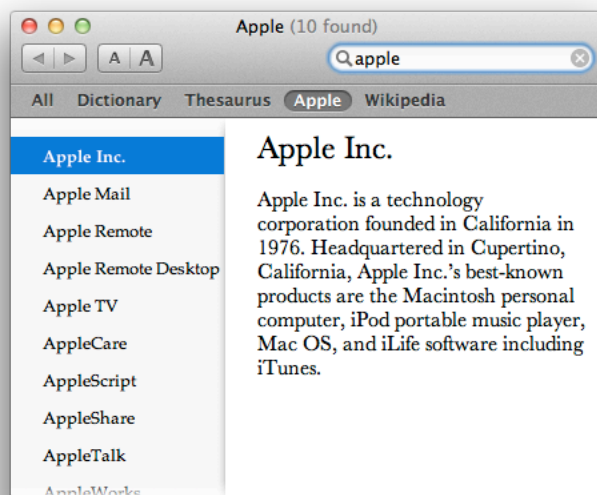 Apple (10 found)
A A
apple
All Dictionary Thesaurus Apple Wikipedia
Apple Inc.
Apple Mail
Apple Remote
Apple Remote Desktop
Apple TV
AppleCare
AppleScript
AppleShare
AppleTalk
AppleWorks
Apple Inc.
Apple Inc. is a technology
corporation founded in California in
1976. Headquartered in Cupertino,
California, Apple Inc.'s best-known
products are the Macintosh personal
computer, iPod portable music player,
Mac OS, and iLife software including
iTunes.